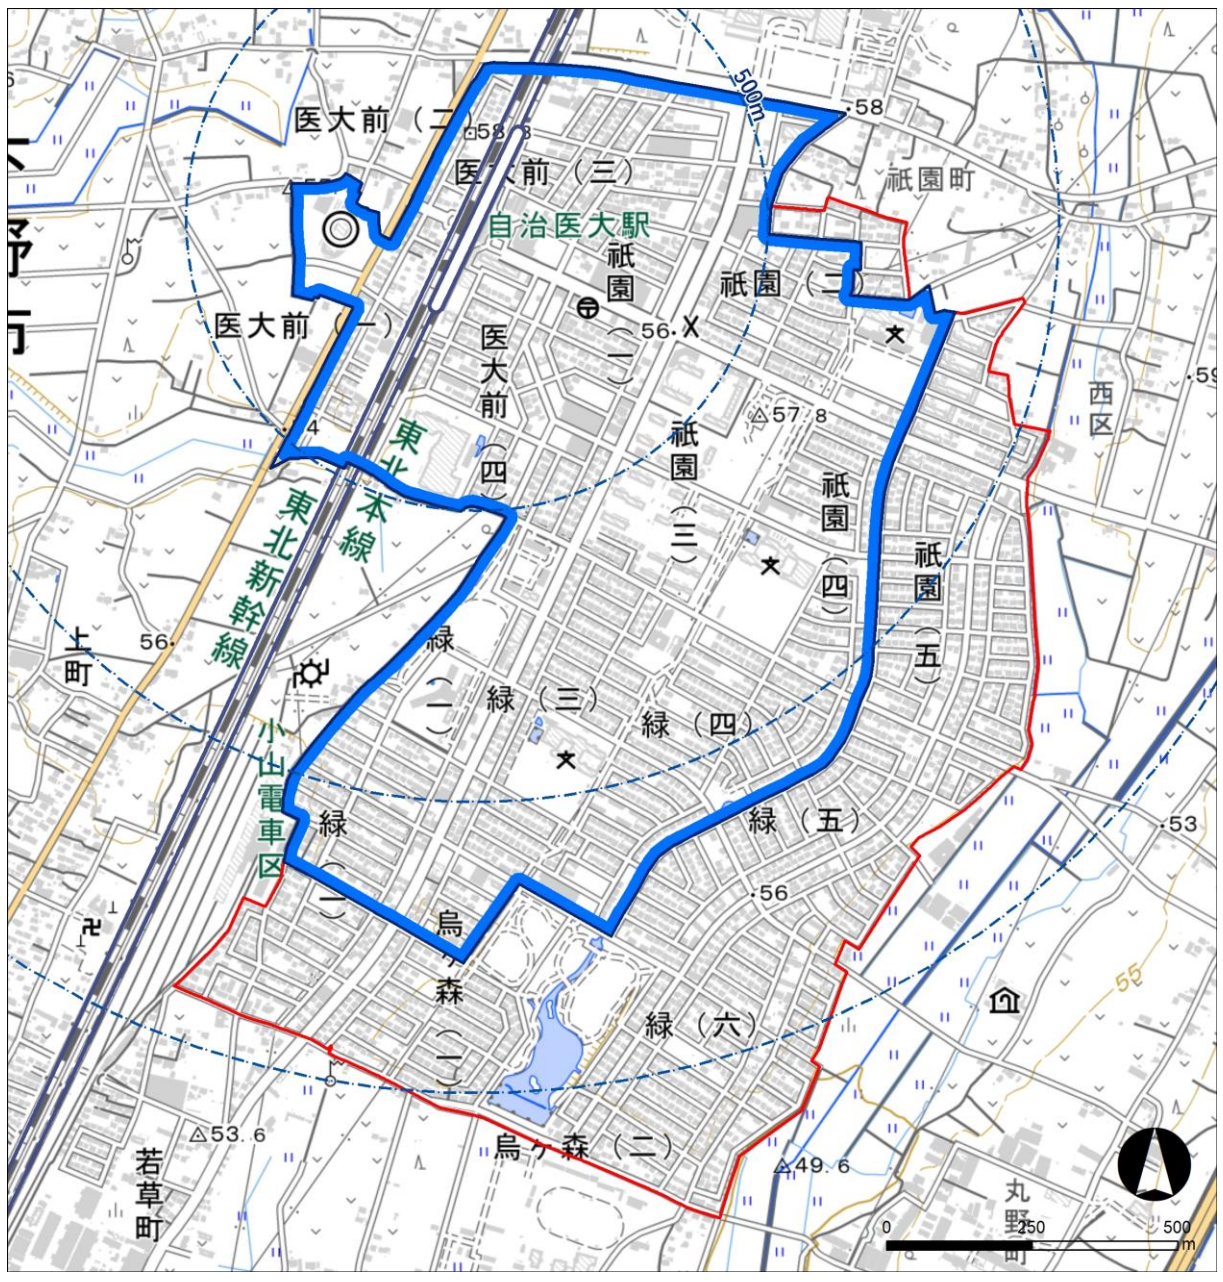 500m
58
医大前（二）
58.3
祇園町
医大前（三）
自治医大駅
野
市
祇園（一）
祇園（二）
医大前（一）
56
医大前（四）
西区
59
57.8
東北本線
祇園（三）
祇園（四）
祇園（五）
東北新幹線
上町
56
緑（二）
緑（三）
緑（四）
小山電車区
緑（一）
緑（五）
53
56
烏ヶ森（一）
55
緑（六）
53.6
烏ヶ森（二）
49.6
若草町
丸野町
0 250 500
m